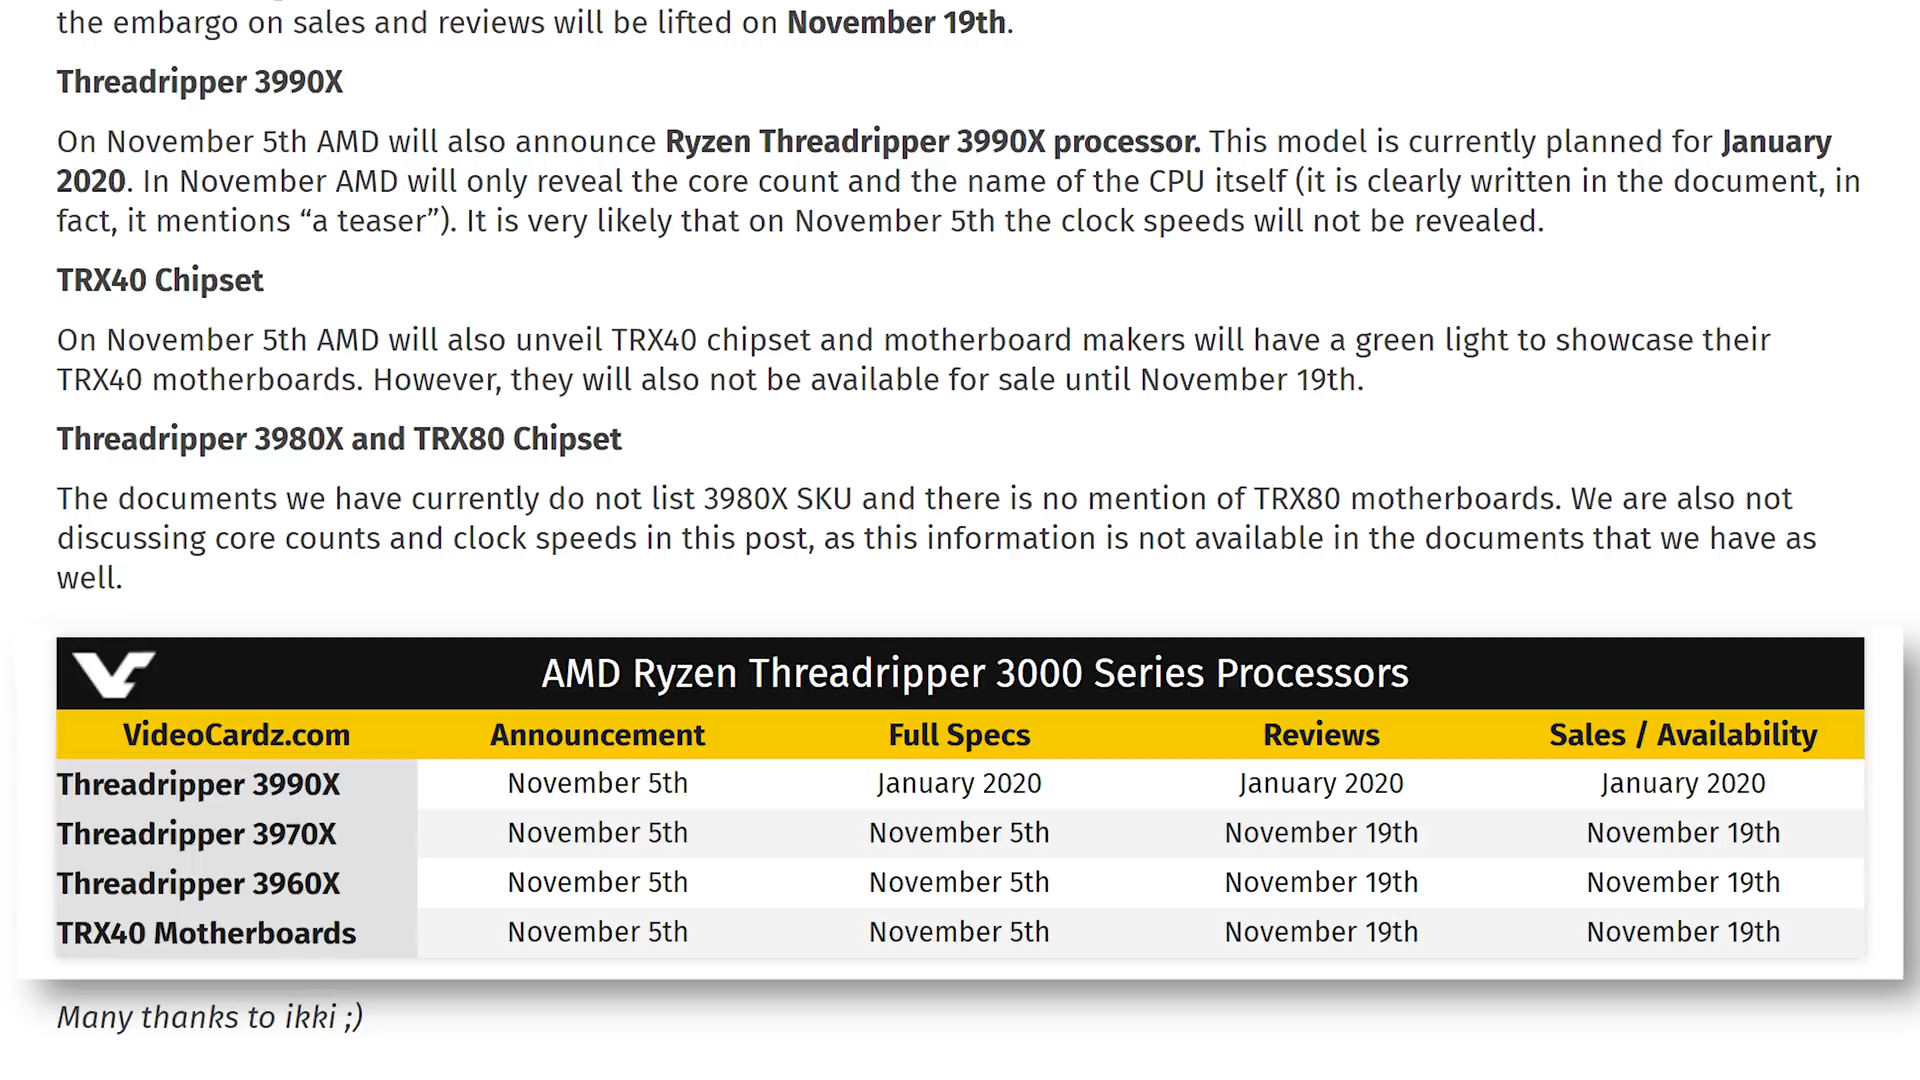 the embargo on sales and reviews will be lifted on November 19th.
Threadripper 3990X
On November 5th AMD will also announce Ryzen Threadripper 3990X processor. This model is currently planned for January
2020. In November AMD will only reveal the core count and the name of the CPU itself (it is clearly written in the document, in
fact, it mentions “a teaser”). It is very likely that on November 5th the clock speeds will not be revealed.
TRX40 Chipset
On November 5th AMD will also unveil TRX40 chipset and motherboard makers will have a green light to showcase their
TRX40 motherboards. However, they will also not be available for sale until November 19th.
Threadripper 3980X and TRX80 Chipset
The documents we have currently do not list 3980X SKU and there is no mention of TRX80 motherboards. We are also not
discussing core counts and clock speeds in this post, as this information is not available in the documents that we have as
well.
AMD Ryzen Threadripper 3000 Series Processors
VideoCardz.com Announcement Full Specs Reviews Sales / Availability
Threadripper 3990X November 5th January 2020 January 2020 January 2020
Threadripper 3970X November 5th November 5th November 19th November 19th
Threadripper 3960X November 5th November 5th November 19th November 19th
TRX40 Motherboards November 5th November 5th November 19th November 19th
Many thanks to ikki ;)